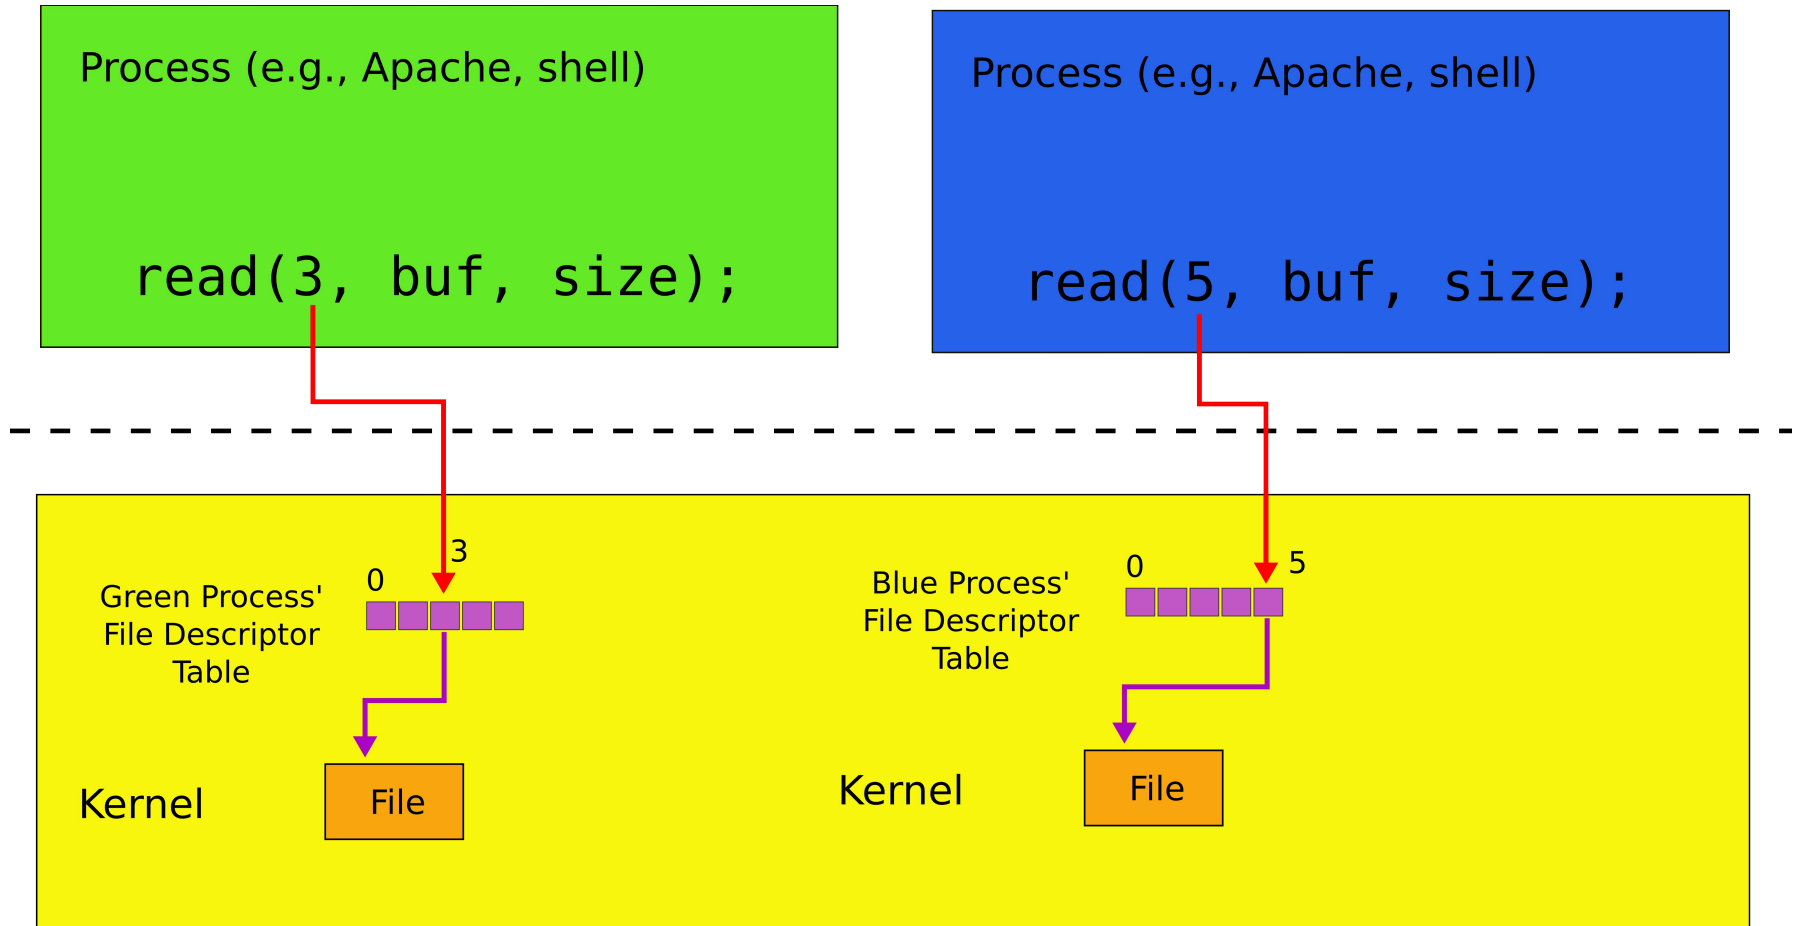 Process (e.g., Apache, shell)
read(3, buf, size);
Process (e.g., Apache, shell)
read(5, buf, size);
Green Process'
File Descriptor
Table
0
3
Kernel
File
Blue Process'
File Descriptor
Table
0
5
Kernel
File